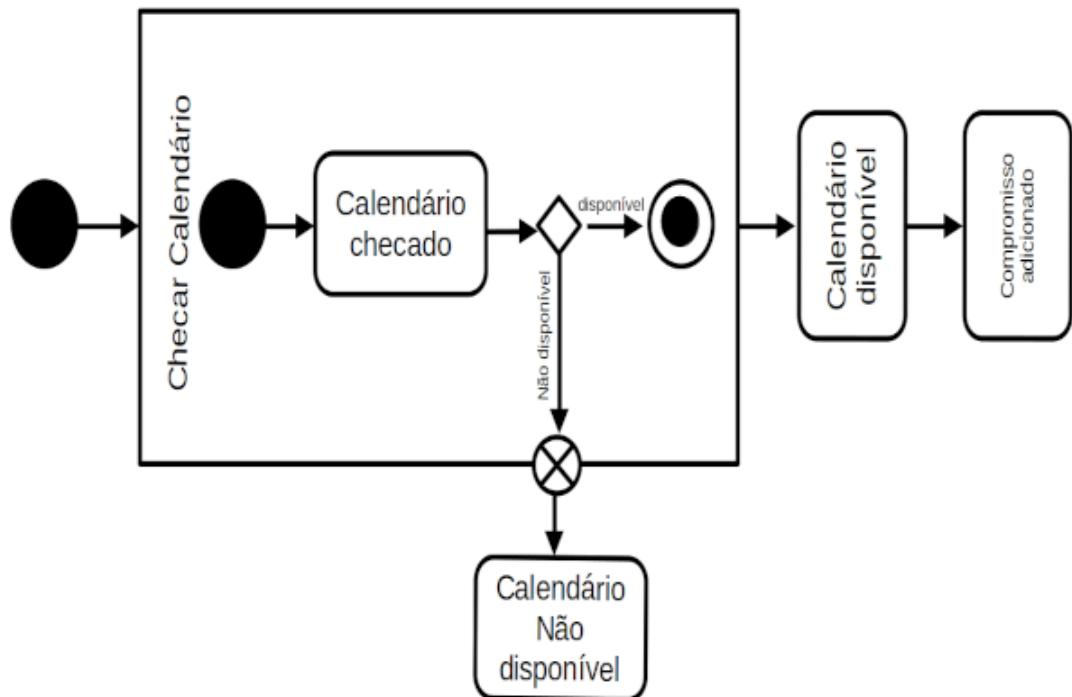 Checar Calendário
Calendário
checado
disponível
Não disponível
Calendário
disponível
Compromisso
adicionado
Calendário
Não
disponível